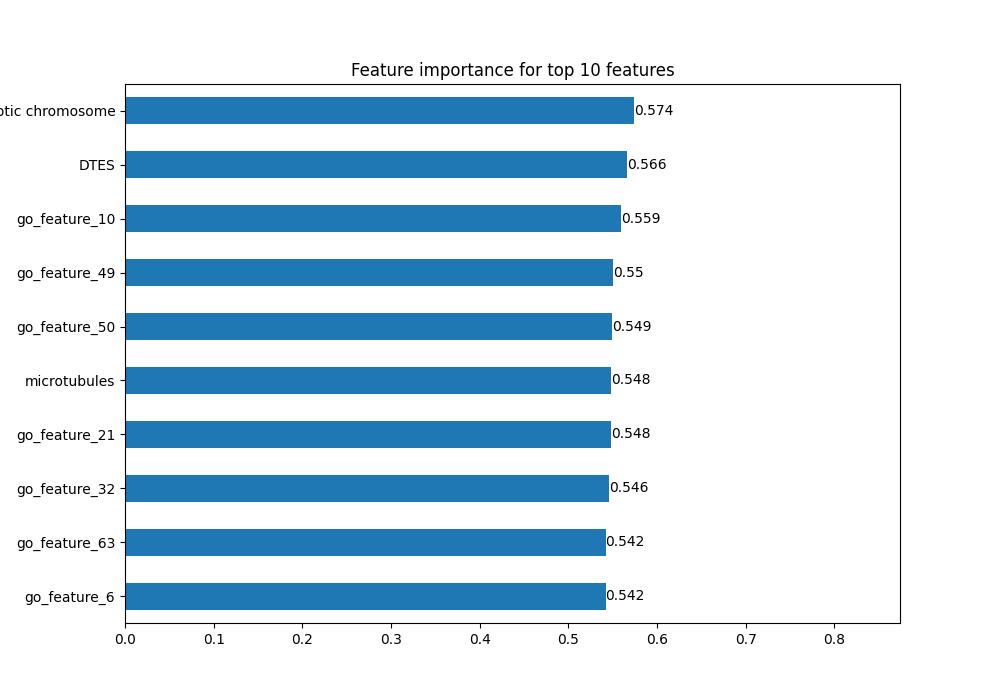 Feature importance for top 10 features
otic chromosome 0.574
DTES 0.566
go_feature_10 0.559
go_feature_49 0.55
go_feature_50 0.549
microtubules 0.548
go_feature_21 0.548
go_feature_32 0.546
go_feature_63 0.542
go_feature_6 0.542
0.0 0.1 0.2 0.3 0.4 0.5 0.6 0.7 0.8